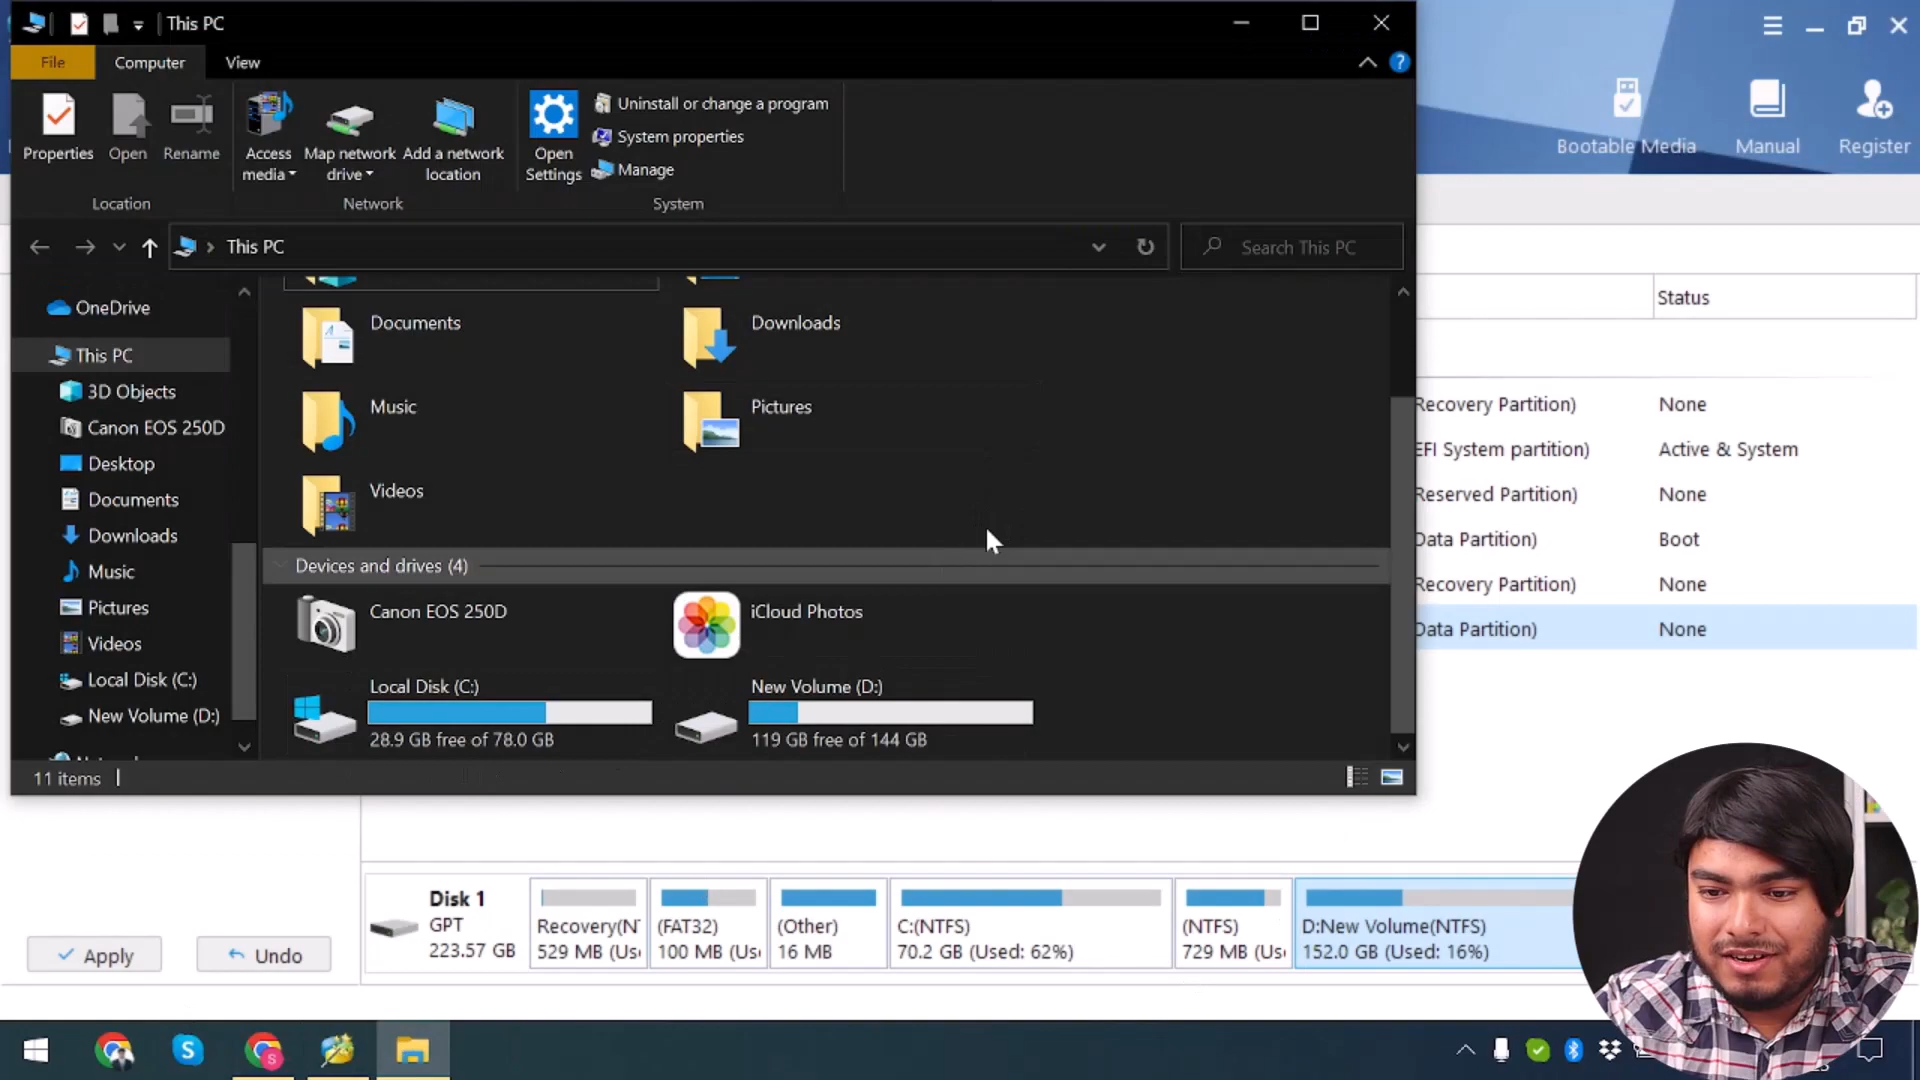 This PC
File
Computer
View
Properties
Open
Rename
Access media
Map network drive
Add a network location
Open Settings
Uninstall or change a program
System properties
Manage
Location
Network
System
This PC
Search This PC
OneDrive
This PC
3D Objects
Canon EOS 250D
Desktop
Documents
Downloads
Music
Pictures
Videos
Local Disk (C:)
New Volume (D:)
Documents
Downloads
Music
Pictures
Videos
Devices and drives (4)
Canon EOS 250D
iCloud Photos
Local Disk (C:)
28.9 GB free of 78.0 GB
New Volume (D:)
119 GB free of 144 GB
11 items
Bootable Media
Manual
Register
Status
Recovery Partition) None
EFI System partition) Active & System
Reserved Partition) None
Data Partition) Boot
Recovery Partition) None
Data Partition) None
Apply
Undo
Disk 1
GPT
223.57 GB
Recovery(N
529 MB (Us
(FAT32)
100 MB (Us
(Other)
16 MB
C:(NTFS)
70.2 GB (Used: 62%)
(NTFS)
729 MB (Us
D:New Volume(NTFS)
152.0 GB (Used: 16%)